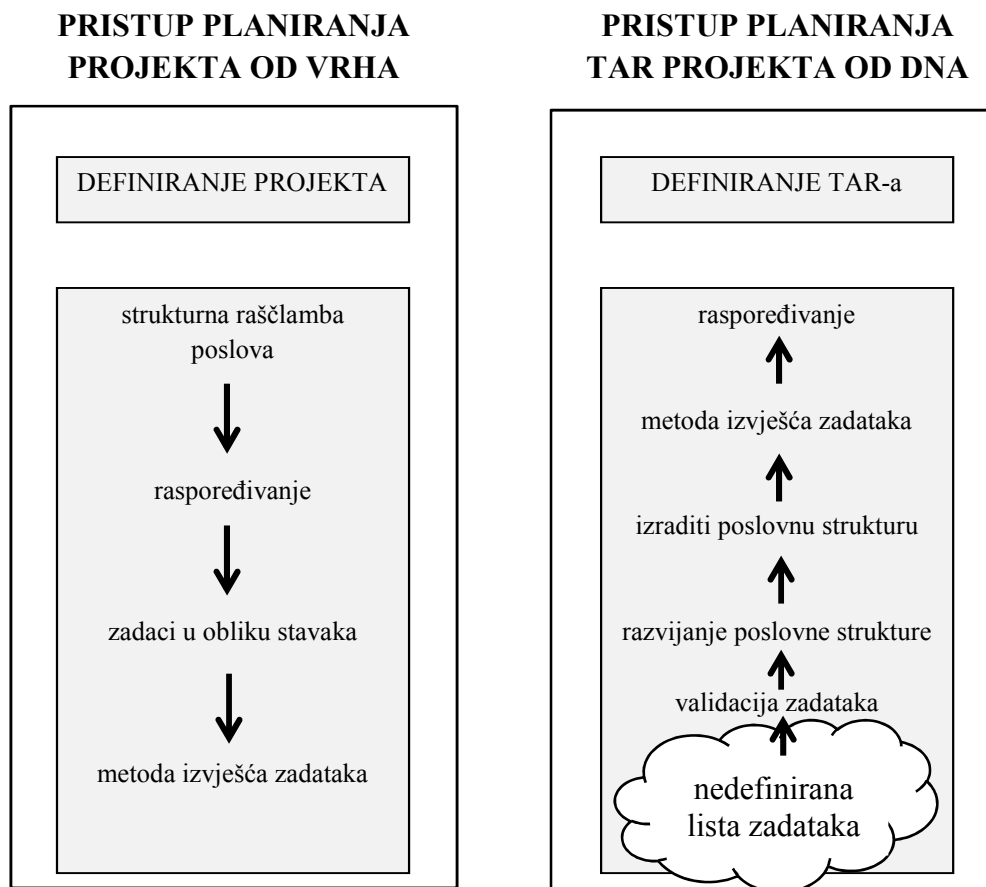 PRISTUP PLANIRANJA
PROJEKTA OD VRHA
DEFINIRANJE PROJEKTA
strukturna raščlamba
poslova
raspoređivanje
zadaci u obliku stavaka
metoda izvješća zadataka
PRISTUP PLANIRANJA
TAR PROJEKTA OD DNA
DEFINIRANJE TAR-a
raspoređivanje
metoda izvješća zadataka
izraditi poslovnu strukturu
razvijanje poslovne strukture
validacija zadataka
nedefinirana
lista zadataka